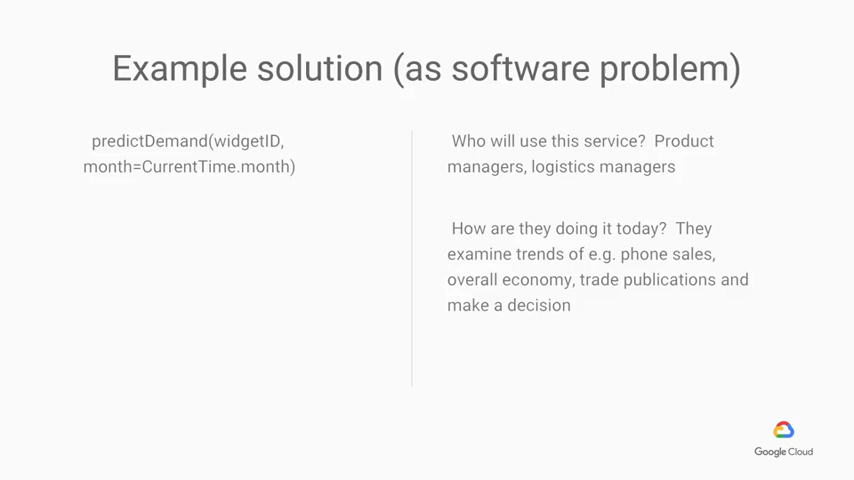 Example solution (as software problem)
predictDemand(widgetID,
month=CurrentTime.month)
Who will use this service? Product
managers, logistics managers
How are they doing it today? They
examine trends of e.g. phone sales,
overall economy, trade publications and
make a decision
Google Cloud